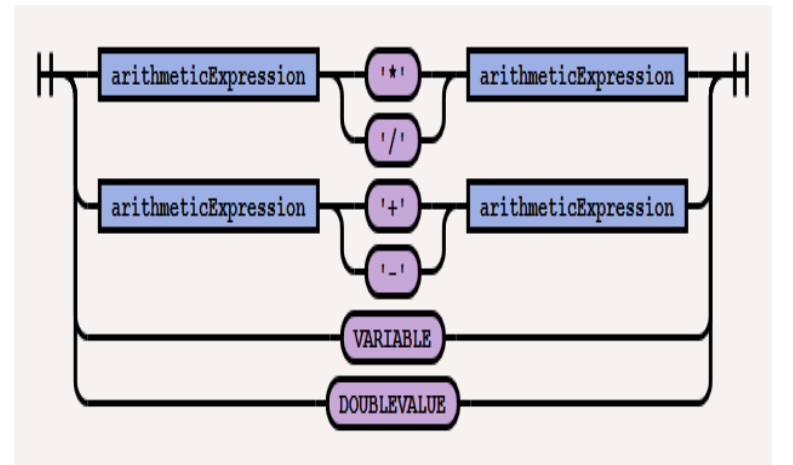 arithmeticExpression '*' arithmeticExpression
'/'
arithmeticExpression '+' arithmeticExpression
'-'
VARIABLE
DOUBLEVALUE